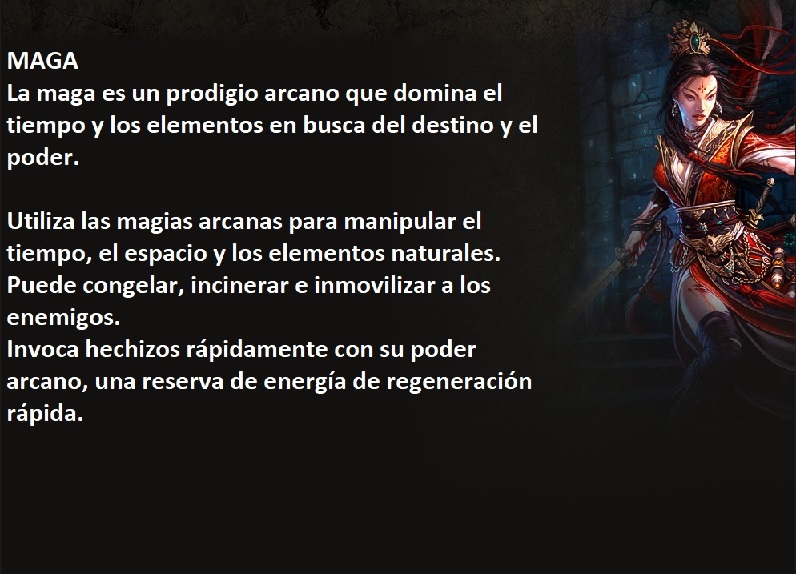 MAGA
La maga es un prodigio arcano que domina el
tiempo y los elementos en busca del destino y el
poder.
Utiliza las magias arcanas para manipular el
tiempo, el espacio y los elementos naturales.
Puede congelar, incinerar e inmovilizar a los
enemigos.
Invoca hechizos rápidamente con su poder
arcano, una reserva de energía de regeneración
rápida.